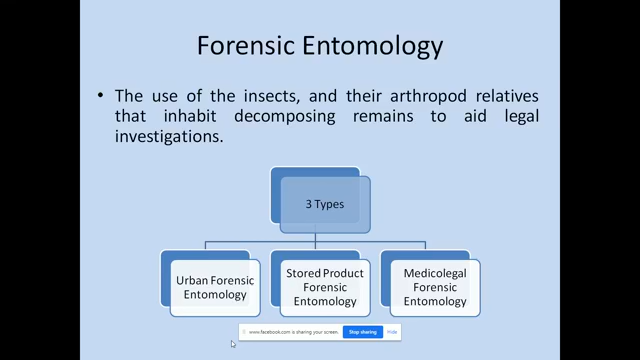 Forensic Entomology
• The use of the insects, and their arthropod relatives
that inhabit decomposing remains to aid legal
investigations.
3 Types
Urban Forensic
Entomology
Stored Product
Forensic
Entomology
Medicolegal
Forensic
Entomology
www.facebook.com is sharing your screen. Stop sharing Hide